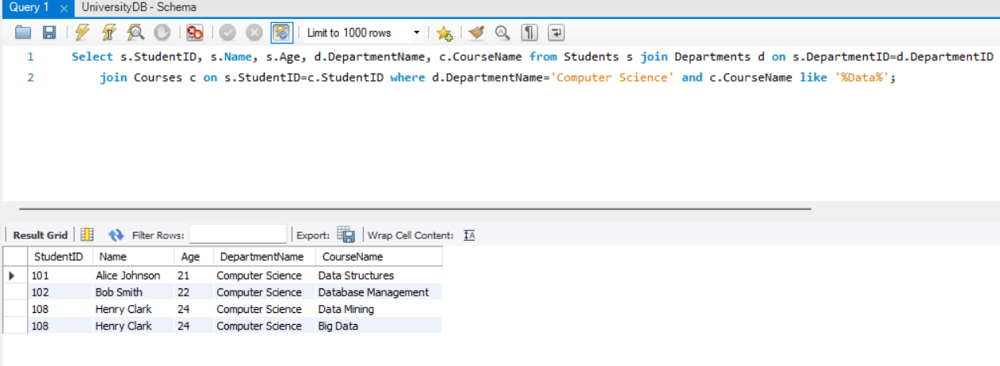 Query 1 × UniversityDB - Schema
Limit to 1000 rows
1 Select s.StudentID, s.Name, s.Age, d.DepartmentName, c.CourseName from Students s join Departments d on s.DepartmentID=d.DepartmentID
2 join Courses c on s.StudentID=c.StudentID where d.DepartmentName='Computer Science' and c.CourseName like '%Data%';
Result Grid Filter Rows: Export: Wrap Cell Content: IA
StudentID Name Age DepartmentName CourseName
101 Alice Johnson 21 Computer Science Data Structures
102 Bob Smith 22 Computer Science Database Management
108 Henry Clark 24 Computer Science Data Mining
108 Henry Clark 24 Computer Science Big Data